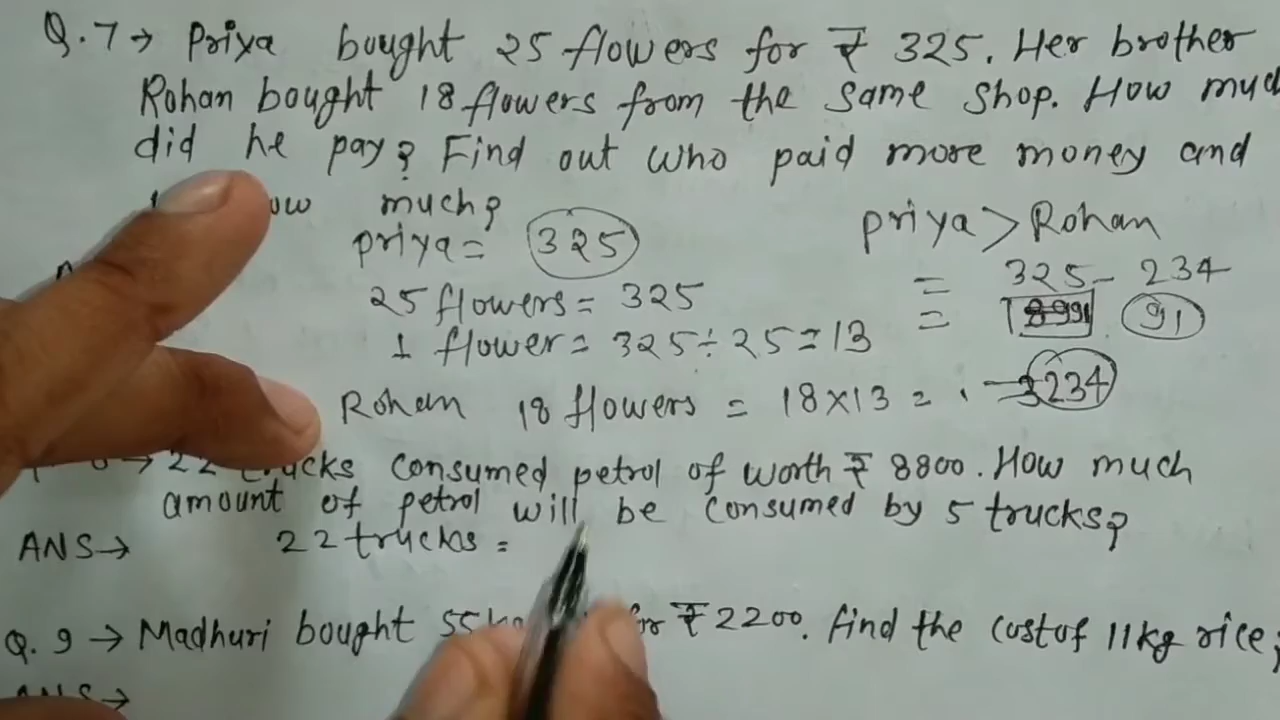 Q.7→ Priya bought 25 flowers for ₹ 325. Her brother
Rohan bought 18 flowers from the same shop. How muc
did he pay? Find out who paid more money and
ow much?
priya = 325
priya > Rohan
25 flowers = 325
= 325 - 234
1 flower = 325 ÷ 25 = 13
= 91
Rohan 18 flowers = 18×13 = 234
→ 22 trucks consumed petrol of worth ₹ 8800. How much
amount of petrol will be consumed by 5 trucks?
ANS→ 22 trucks =
Q.9 → Madhuri bought 55 for ₹ 2200. find the cost of 11kg rice,
ANS→